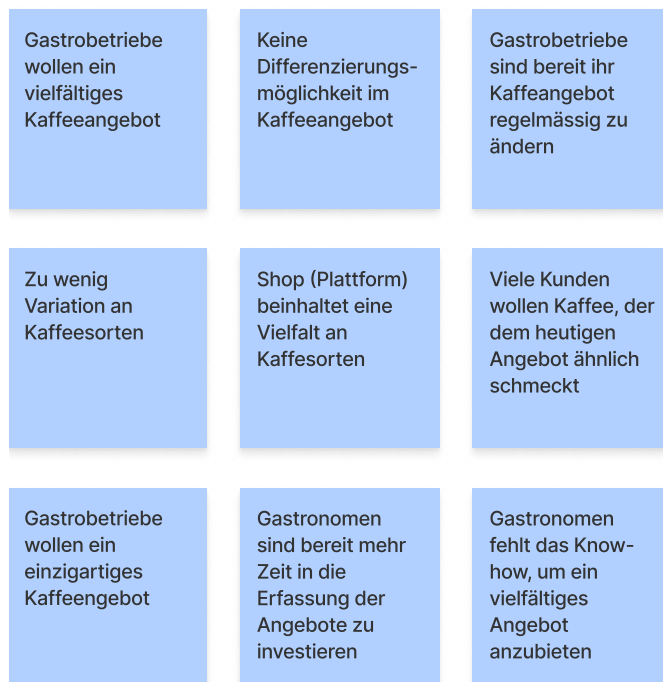 Gastrobetriebe
wollen ein
vielfältiges
Kaffeeangebot
Keine
Differenzierungs-
möglichkeit im
Kaffeeangebot
Gastrobetriebe
sind bereit ihr
Kaffeangebot
regelmässig zu
ändern
Zu wenig
Variation an
Kaffeesorten
Shop (Plattform)
beinhaltet eine
Vielfalt an
Kaffesorten
Viele Kunden
wollen Kaffee, der
dem heutigen
Angebot ähnlich
schmeckt
Gastrobetriebe
wollen ein
einzigartiges
Kaffeengebot
Gastronomen
sind bereit mehr
Zeit in die
Erfassung der
Angebote zu
investieren
Gastronomen
fehlt das Know-
how, um ein
vielfältiges
Angebot
anzubieten